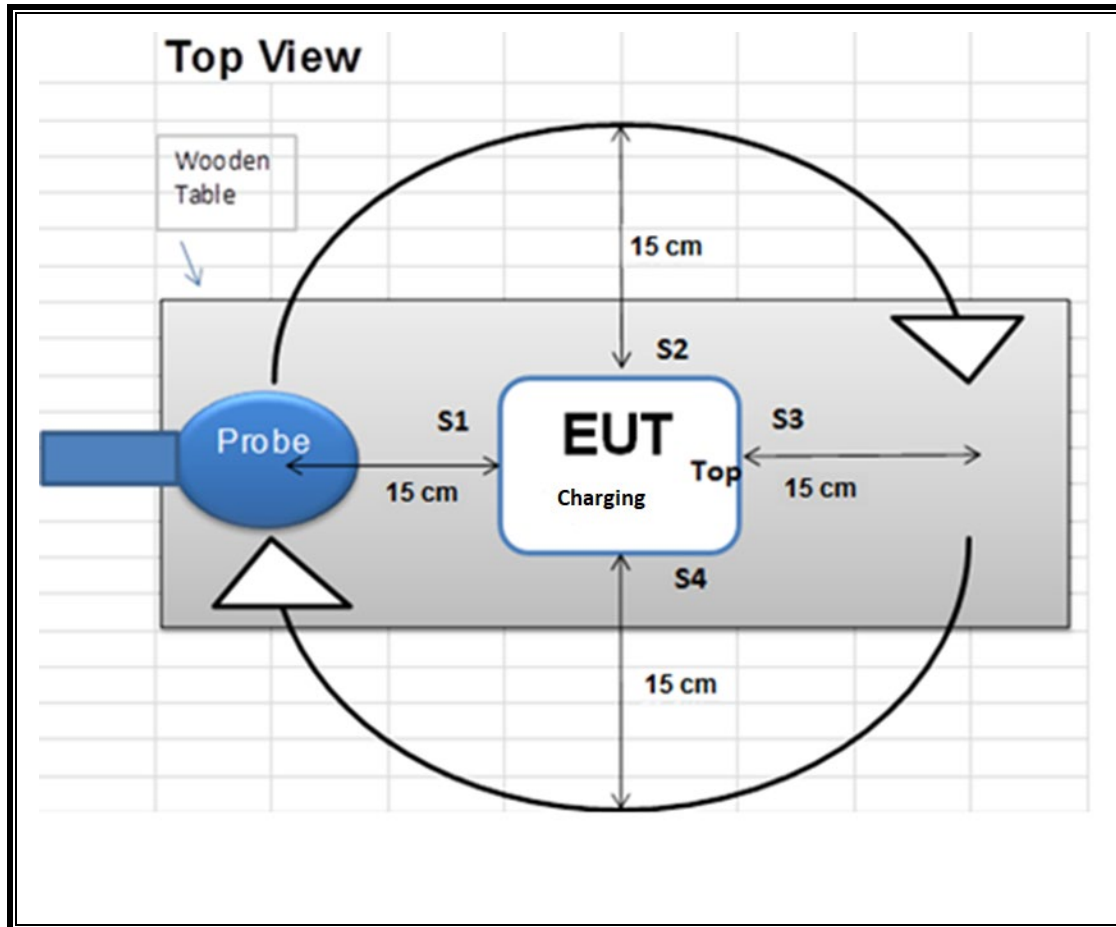 Top View
Wooden
Table
15 cm
S2
S1
EUT
S3
Probe
Top
15 cm
Charging
15 cm
S4
15 cm